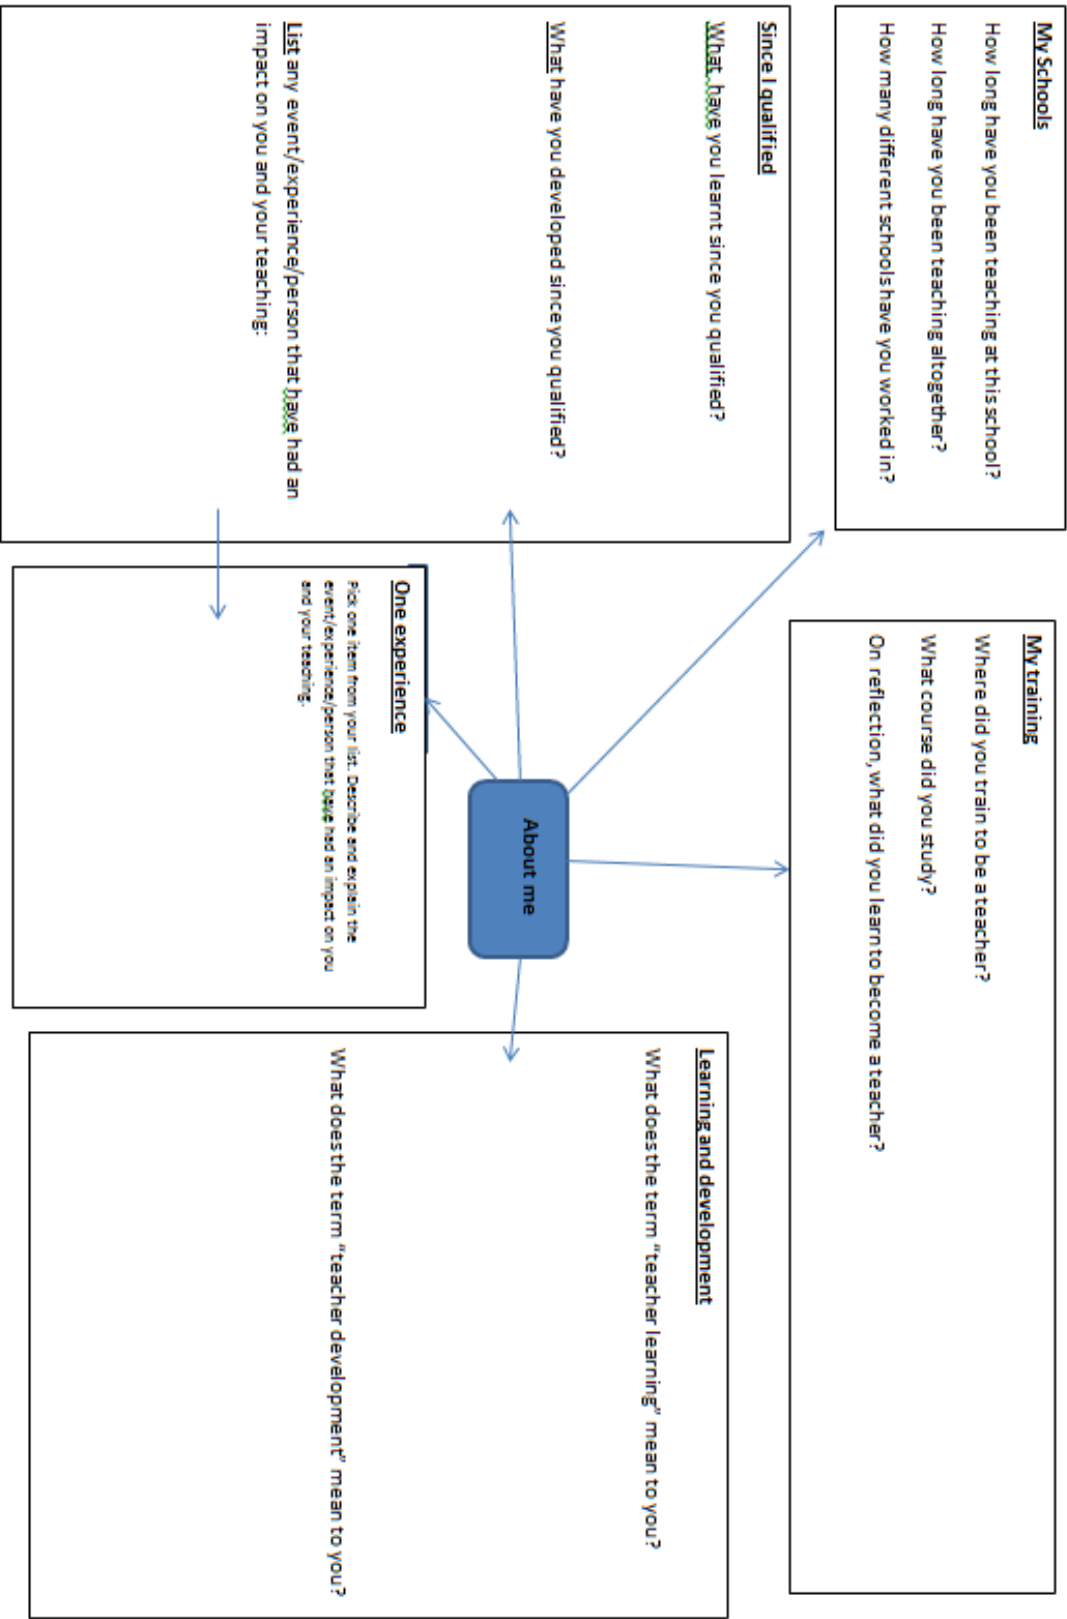 My Schools
How long have you been teaching at this school?
How long have you been teaching altogether?
How many different schools have you worked in?
My training
Where did you train to be a teacher?
What course did you study?
On reflection, what did you learn to become a teacher?
Since I qualified
What have you learnt since you qualified?
What have you developed since you qualified?
List any event/experience/person that have had an
impact on you and your teaching:
About me
One experience
Pick one item from your list. Describe and explain the
event/experience/person that have had an impact on you
and your teaching.
Learning and development
What does the term “teacher learning” mean to you?
What does the term “teacher development” mean to you?